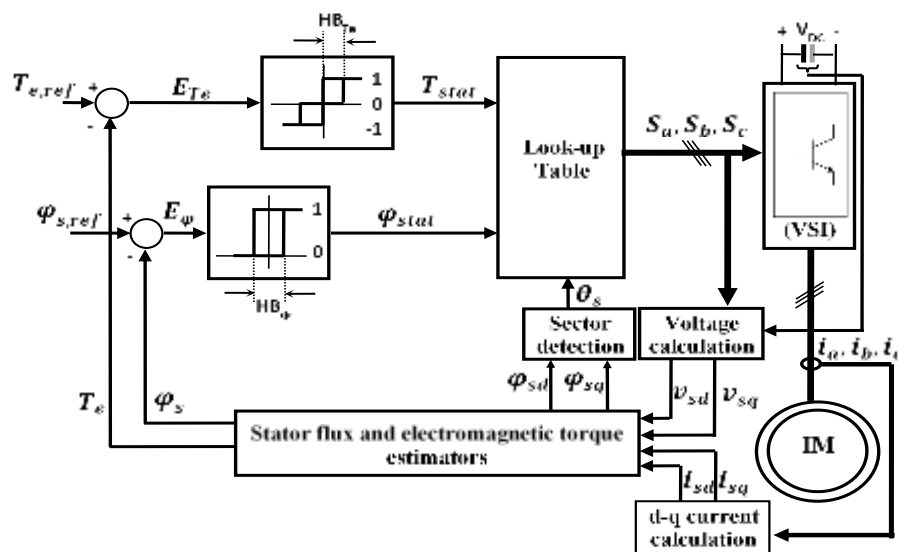 HB_Te
+ V_DC -
T_e,ref
+
-
E_Te
1
0
-1
T_stat
Look-up
Table
S_a, S_b, S_c
(VSI)
φ_s,ref
+
-
E_φ
1
0
φ_stat
HB_φ
θ_s
Sector
detection
Voltage
calculation
i_a, i_b, i_c
φ_sd φ_sq
v_sd v_sq
T_e
φ_s
Stator flux and electromagnetic torque
estimators
IM
i_sd i_sq
d-q current
calculation